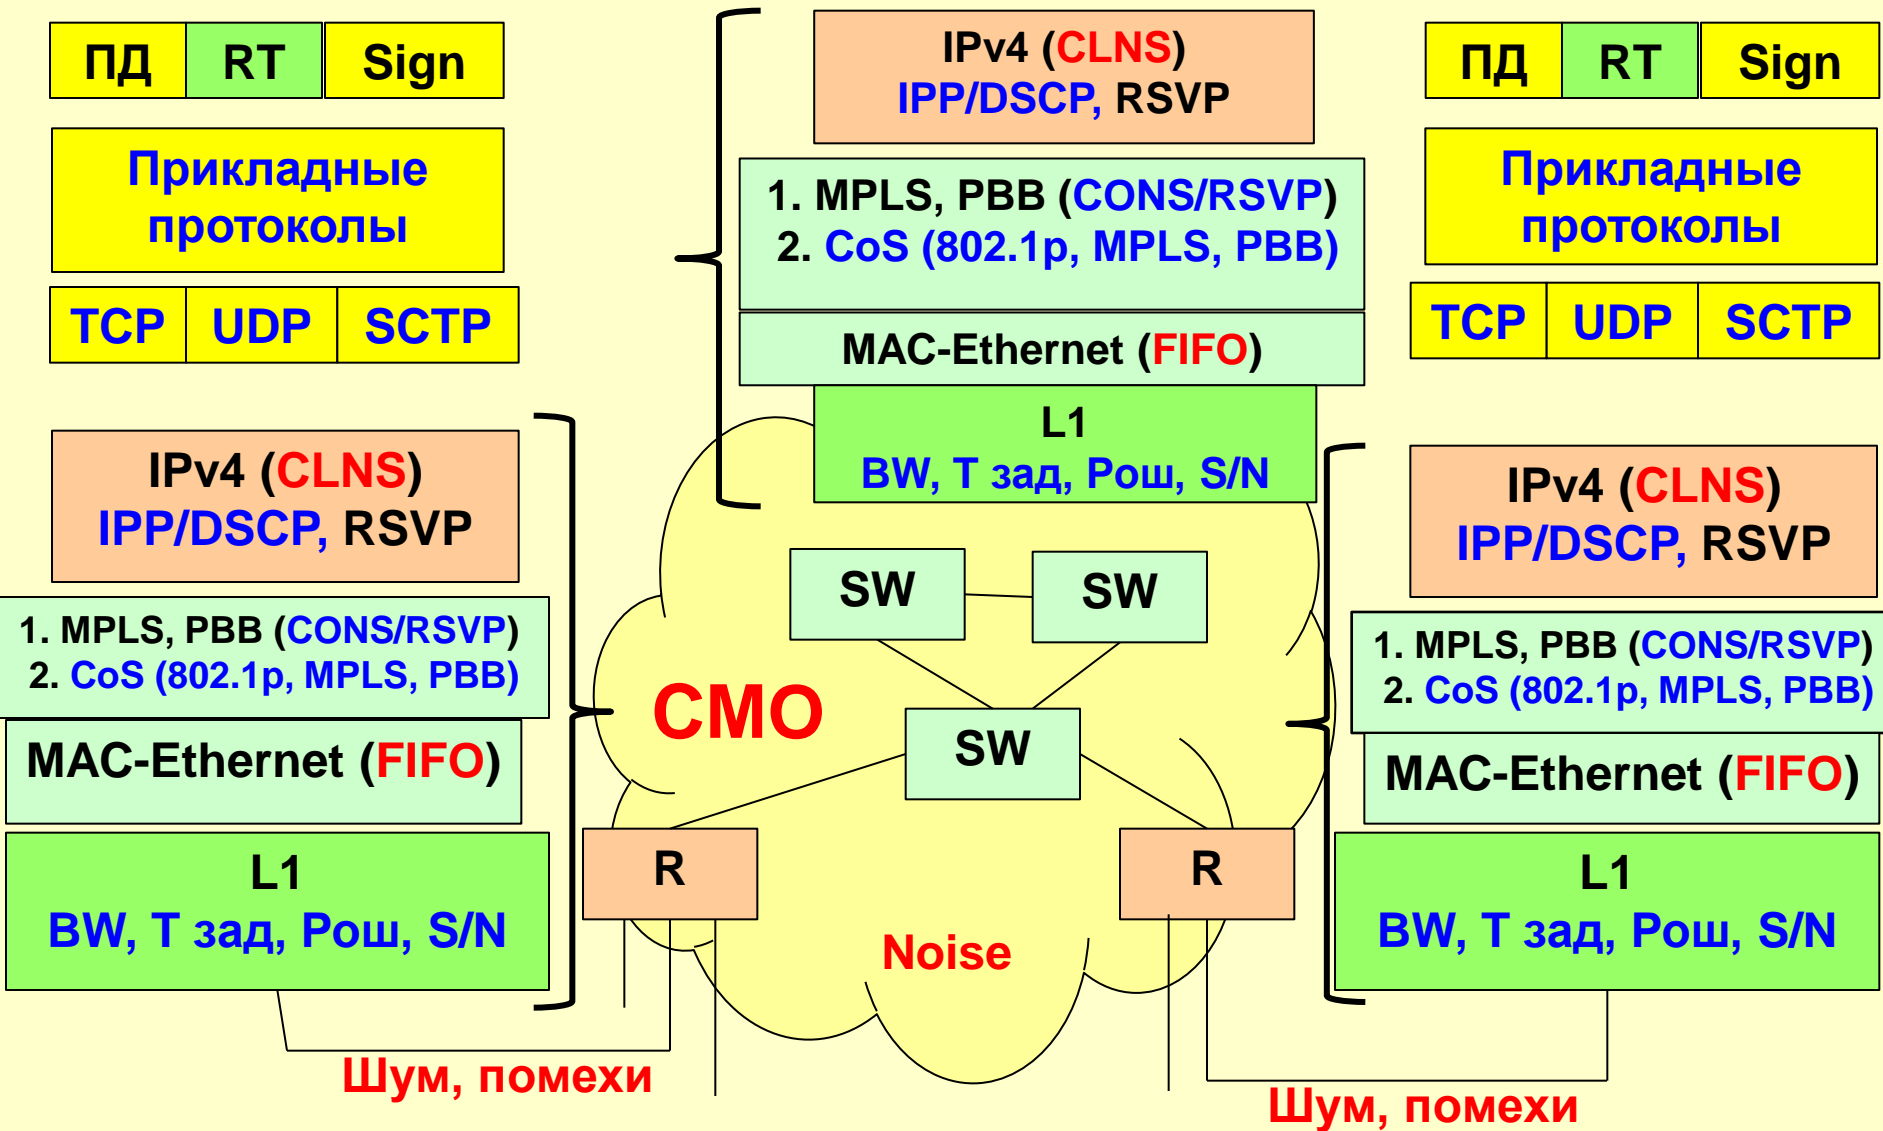 ПД RT Sign
Прикладные
протоколы
TCP UDP SCTP
IPv4 (CLNS)
IPP/DSCP, RSVP
1. MPLS, PBB (CONS/RSVP)
2. CoS (802.1p, MPLS, PBB)
MAC-Ethernet (FIFO)
L1
BW, Т зад, Рош, S/N
IPv4 (CLNS)
IPP/DSCP, RSVP
1. MPLS, PBB (CONS/RSVP)
2. CoS (802.1p, MPLS, PBB)
MAC-Ethernet (FIFO)
L1
BW, Т зад, Рош, S/N
SW
SW
СМО
SW
R
R
Noise
Шум, помехи
ПД RT Sign
Прикладные
протоколы
TCP UDP SCTP
IPv4 (CLNS)
IPP/DSCP, RSVP
1. MPLS, PBB (CONS/RSVP)
2. CoS (802.1p, MPLS, PBB)
MAC-Ethernet (FIFO)
L1
BW, Т зад, Рош, S/N
Шум, помехи